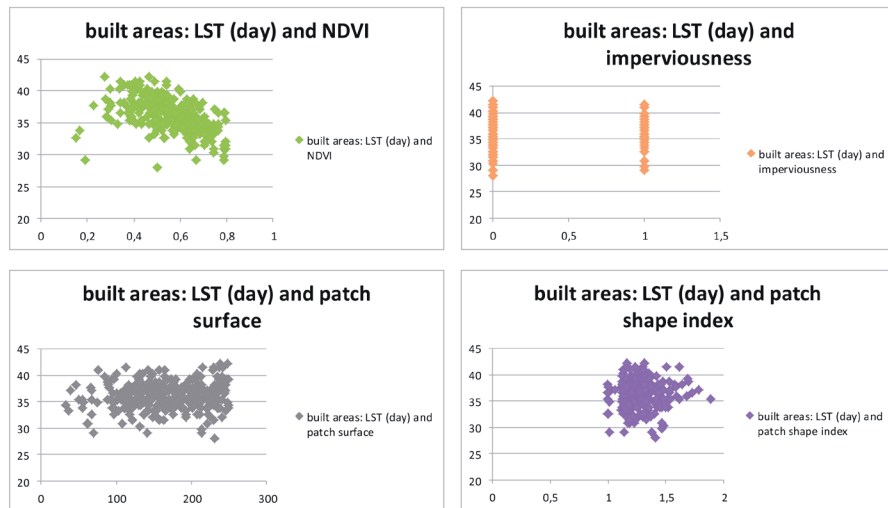 built areas: LST (day) and NDVI
45
40
35
30
25
20
0
0,2
0,4
0,6
0,8
1
built areas: LST (day) and
NDVI
built areas: LST (day) and
imperviousness
45
40
35
30
25
20
0
0,5
1
1,5
built areas: LST (day) and
imperviousness
built areas: LST (day) and patch
surface
45
40
35
30
25
20
0
100
200
300
built areas: LST (day) and
patch surface
built areas: LST (day) and patch
shape index
45
40
35
30
25
20
0
0,5
1
1,5
2
built areas: LST (day) and
patch shape index